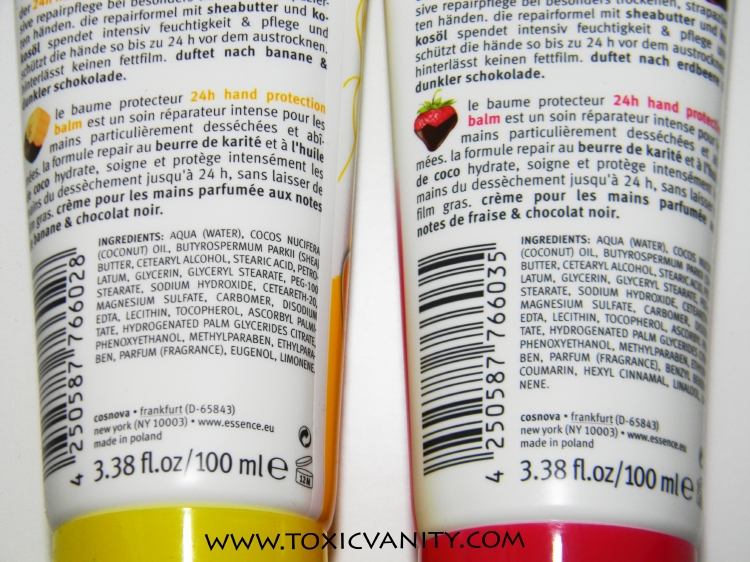 der 24h
sive repairpflege bei besonders
ten händen. die repairformel mit sheabutter und ko-
kosöl spendet intensiv feuchtigkeit & pflege und
schützt die hände so bis zu 24 h vor dem austrocknen.
hinterlässt keinen fettfilm. duftet nach banane &
dunkler schokolade.
le baume protecteur 24h hand protection
balm est un soin réparateur intense pour les
mains particulièrement desséchées et abî-
mées. la formule repair au beurre de karité et à l'huile
de coco hydrate, soigne et protège intensément les
mains du dessèchement jusqu'à 24 h, sans laisser de
film gras. crème pour les mains parfumée aux notes
de banane & chocolat noir.
INGREDIENTS: AQUA (WATER), COCOS NUCIFERA
(COCONUT) OIL, BUTYROSPERMUM PARKII (SHEA)
BUTTER, CETEARYL ALCOHOL, STEARIC ACID, PETRO-
LATUM, GLYCERIN, GLYCERYL STEARATE, PEG-100
STEARATE, SODIUM HYDROXIDE, CETEARETH-20,
MAGNESIUM SULFATE, CARBOMER, DISODIUM
EDTA, LECITHIN, TOCOPHEROL, ASCORBYL PALMI-
TATE, HYDROGENATED PALM GLYCERIDES CITRATE,
PHENOXYETHANOL, METHYLPARABEN, ETHYLPARA-
BEN, PARFUM (FRAGRANCE), EUGENOL, LIMONENE.
4 250587 766028
cosnova • frankfurt (D-65843)
new york (NY 10003) • www.essence.eu
made in poland
3.38 fl.oz/100 ml e
12M
sive repairpflege bei besonders trockenen, strapazier
ten händen. die repairformel mit sheabutter und
kosöl spendet intensiv feuchtigkeit & pflege und
schützt die hände so bis zu 24 h vor dem austrocknen
hinterlässt keinen fettfilm. duftet nach erdbeere
dunkler schokolade.
le baume protecteur 24h hand protection
balm est un soin réparateur intense pour
mains particulièrement desséchées et
mées. la formule repair au beurre de karité et à l'huile
de coco hydrate, soigne et protège intensément
mains du dessèchement jusqu'à 24 h, sans laisser
film gras. crème pour les mains parfumée
notes de fraise & chocolat noir.
INGREDIENTS: AQUA (WATER), COCOS
(COCONUT) OIL, BUTYROSPERMUM PARKII
BUTTER, CETEARYL ALCOHOL, STEARIC ACID,
LATUM, GLYCERIN, GLYCERYL STEARATE,
STEARATE, SODIUM HYDROXIDE,
MAGNESIUM SULFATE, CARBOMER,
EDTA, LECITHIN, TOCOPHEROL, ASCORBYL
TATE, HYDROGENATED PALM GLYCERIDES
PHENOXYETHANOL, METHYLPARABEN,
BEN, PARFUM (FRAGRANCE), BENZYL
COUMARIN, HEXYL CINNAMAL, LINALOOL,
NENE.
4 250587 766035
cosnova • frankfurt (D-65843)
new york (NY 10003) • www.essence.eu
made in poland
3.38 fl.oz/100 ml e
WWW.TOXICVANITY.COM